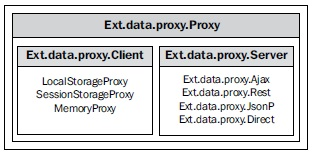 Ext.data.proxy.Proxy
Ext.data.proxy.Client
LocalStorageProxy
SessionStorageProxy
MemoryProxy
Ext.data.proxy.Server
Ext.data.proxy.Ajax
Ext.data.proxy.Rest
Ext.data.proxy.JsonP
Ext.data.proxy.Direct